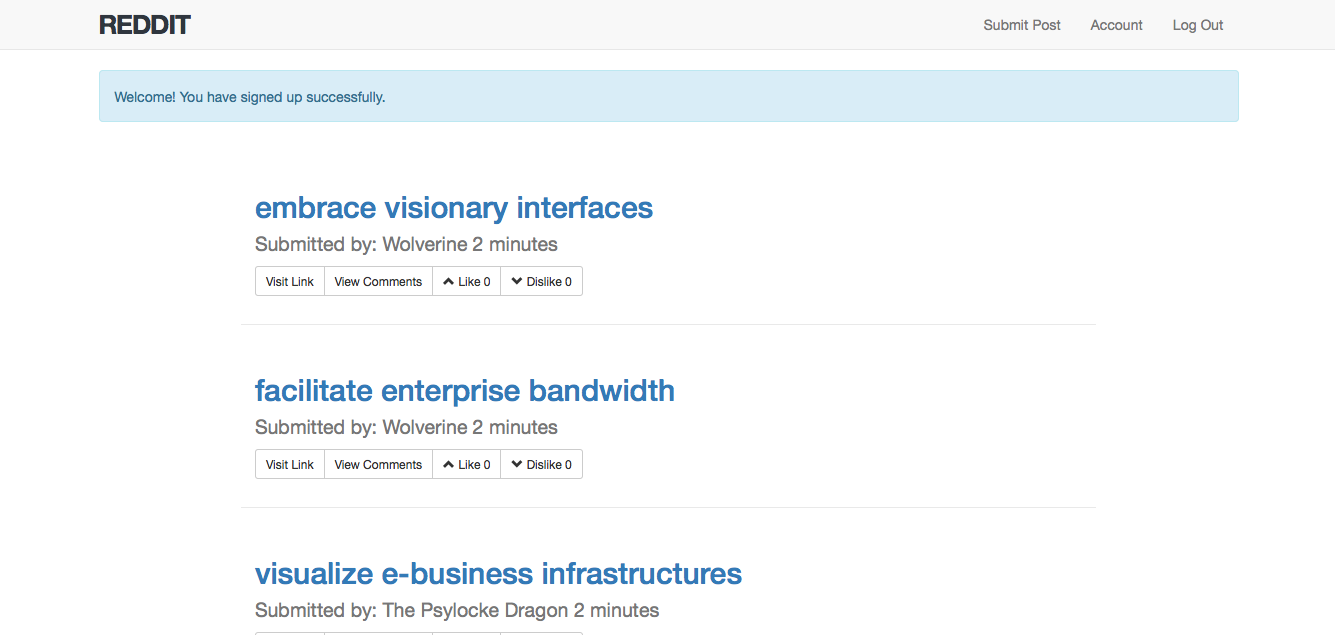 REDDIT Submit Post Account Log Out
Welcome! You have signed up successfully.
embrace visionary interfaces
Submitted by: Wolverine 2 minutes
Visit Link View Comments Like 0 Dislike 0
facilitate enterprise bandwidth
Submitted by: Wolverine 2 minutes
Visit Link View Comments Like 0 Dislike 0
visualize e-business infrastructures
Submitted by: The Psylocke Dragon 2 minutes